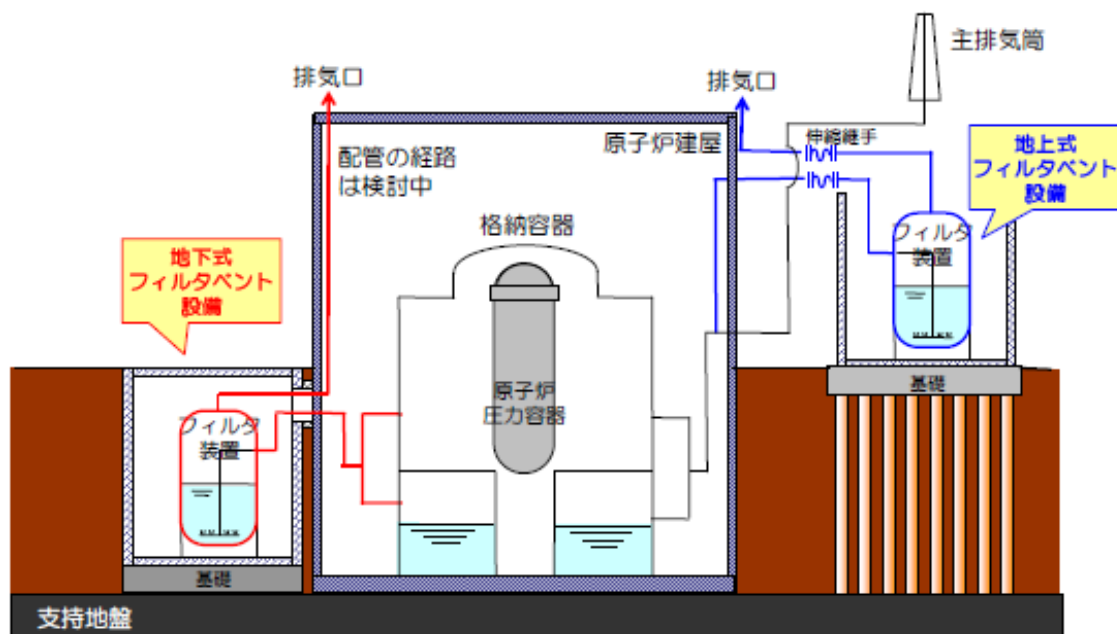 主排気筒
排気口
排気口
原子炉建屋
伸縮継手
配管の経路
は検討中
地上式
フィルタベント
設備
格納容器
フィルタ
装置
地下式
フィルタベント
設備
原子炉
圧力容器
基礎
フィルタ
装置
基礎
支持地盤